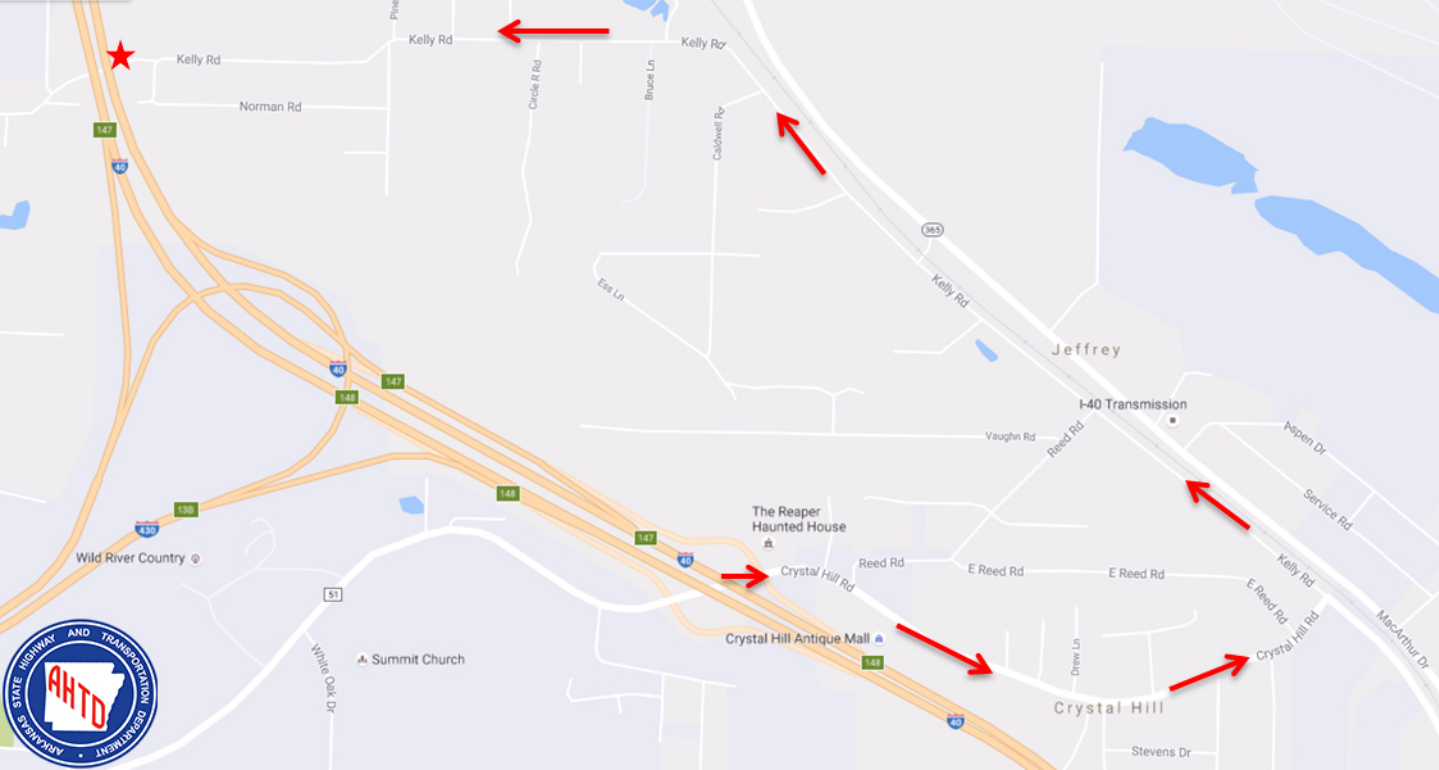 Pine
Kelly Rd
Kelly Rd
Kelly Rd
Norman Rd
Circle R Rd
Bruce Ln
Caldwell Rd
147
40
365
Ess Ln
Kelly Rd
Jeffrey
40
147
148
I-40 Transmission
Aspen Dr
Vaughn Rd
Reed Rd
Service Rd
148
13B
430
The Reaper
Haunted House
147
40
Wild River Country
Crystal Hill Rd
Reed Rd
E Reed Rd
E Reed Rd
E Reed Rd
Kelly Rd
51
Crystal Hill Rd
MacArthur Dr
Crystal Hill Antique Mall
148
Drew Ln
White Oak Dr
Summit Church
Crystal Hill
40
Stevens Dr
ARKANSAS STATE HIGHWAY AND TRANSPORTATION DEPARTMENT
AHTD